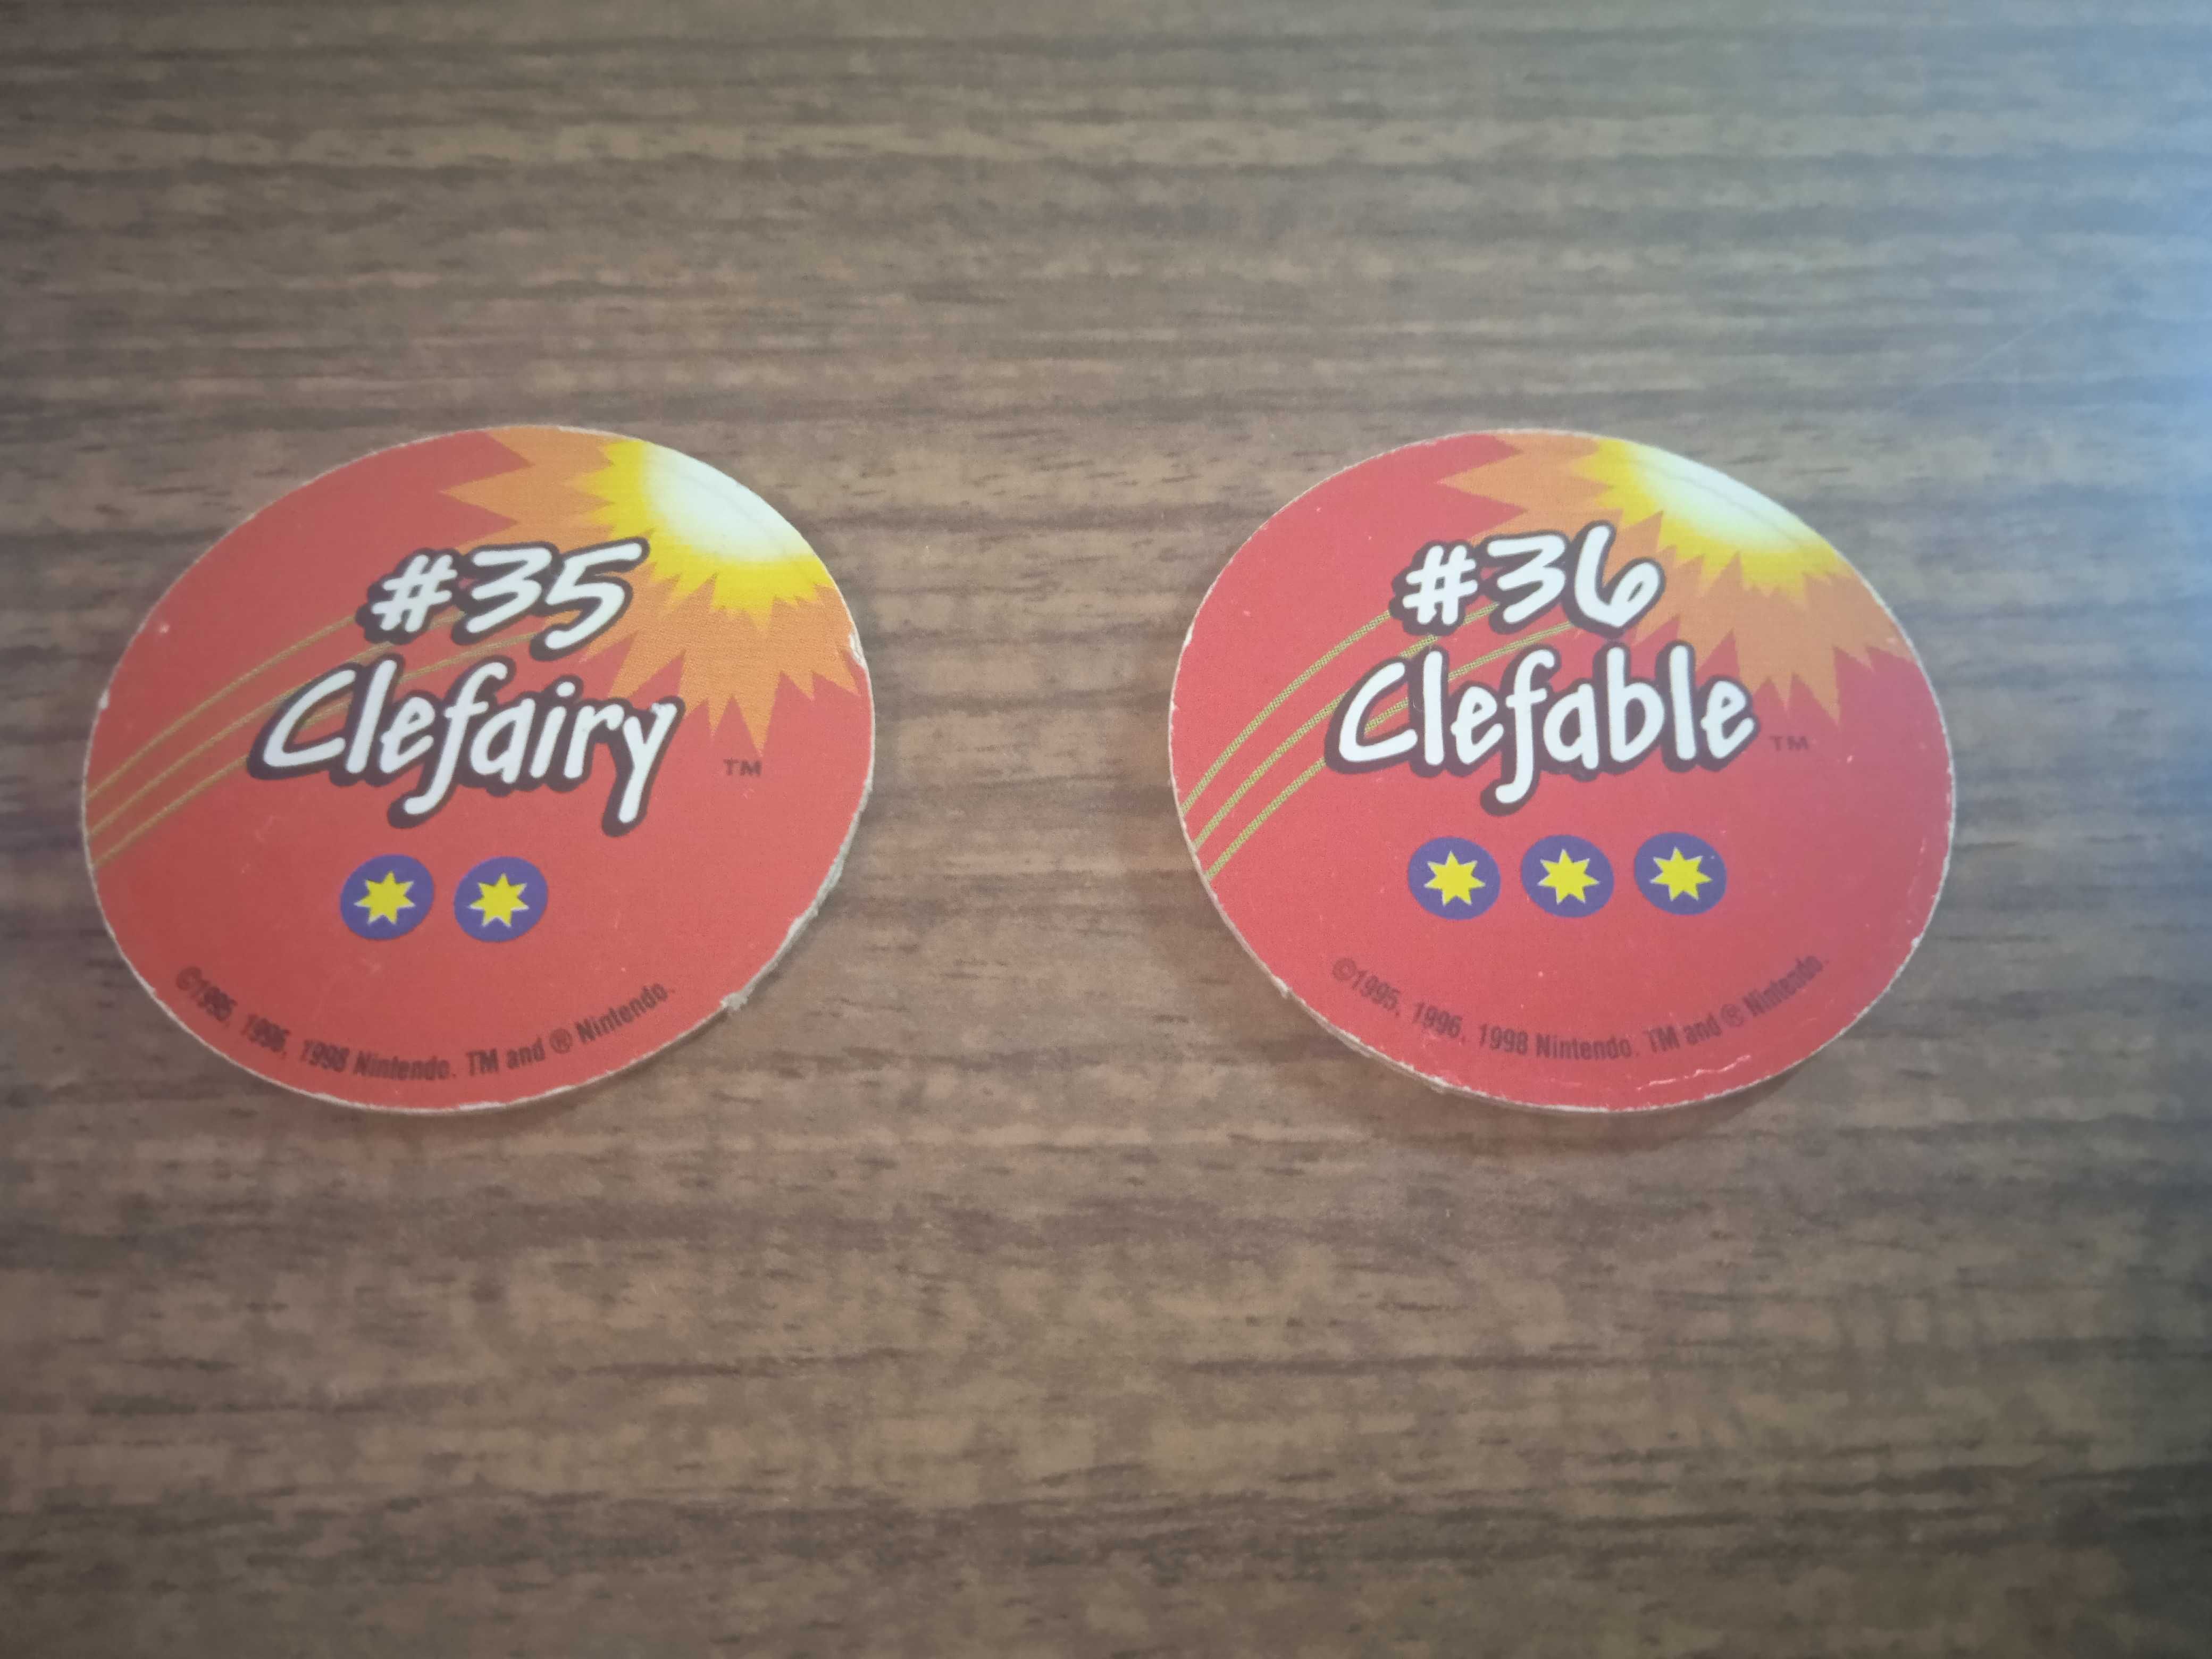 #35
Clefairy
TM
©1995, 1996, 1998 Nintendo. TM and ® Nintendo.
#36
Clefable
TM
©1995, 1996, 1998 Nintendo. TM and ® Nintendo.